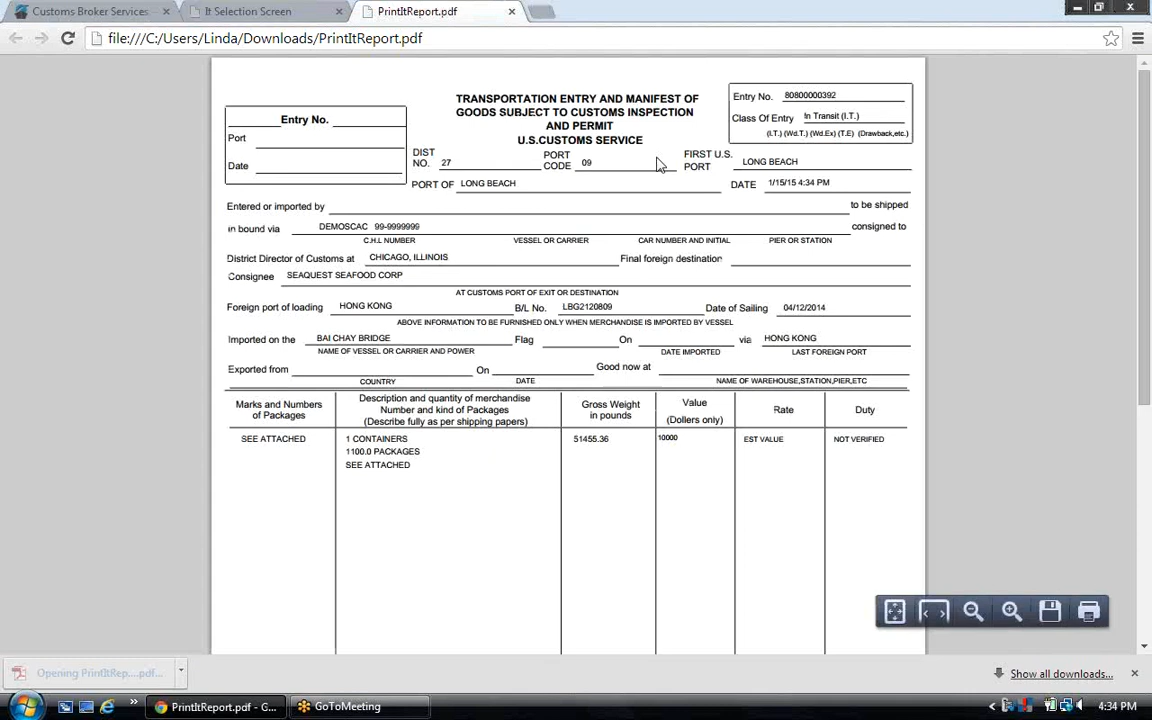 Customs Broker Services
It Selection Screen
PrintItReport.pdf
file:///C:/Users/Linda/Downloads/PrintItReport.pdf
TRANSPORTATION ENTRY AND MANIFEST OF
GOODS SUBJECT TO CUSTOMS INSPECTION
AND PERMIT
U.S.CUSTOMS SERVICE
Entry No.
Port
Date
Entry No. 80800000392
Class Of Entry In Transit (I.T.)
(I.T.) (Wd.T.) (Wd.Ex) (T.E) (Drawback,etc.)
DIST NO. 27 PORT CODE 09 FIRST U.S. PORT LONG BEACH
PORT OF LONG BEACH DATE 1/15/15 4:34 PM
Entered or imported by to be shipped
in bound via DEMOSCAC 99-9999999 consigned to
C.H.L NUMBER VESSEL OR CARRIER CAR NUMBER AND INITIAL PIER OR STATION
District Director of Customs at CHICAGO, ILLINOIS Final foreign destination
Consignee SEAQUEST SEAFOOD CORP
AT CUSTOMS PORT OF EXIT OR DESTINATION
Foreign port of loading HONG KONG B/L No. LBG2120809 Date of Sailing 04/12/2014
ABOVE INFORMATION TO BE FURNISHED ONLY WHEN MERCHANDISE IS IMPORTED BY VESSEL
Imported on the BAI CHAY BRIDGE Flag On via HONG KONG
NAME OF VESSEL OR CARRIER AND POWER DATE IMPORTED LAST FOREIGN PORT
Exported from On Good now at
COUNTRY DATE NAME OF WAREHOUSE,STATION,PIER,ETC
Marks and Numbers
of Packages
Description and quantity of merchandise
Number and kind of Packages
(Describe fully as per shipping papers)
Gross Weight
in pounds
Value
(Dollers only)
Rate
Duty
SEE ATTACHED 1 CONTAINERS 51455.36 10000 EST VALUE NOT VERIFIED
1100.0 PACKAGES
SEE ATTACHED
Opening PrintItRep....pdf...
Show all downloads...
PrintItReport.pdf - G...
GoToMeeting
4:34 PM